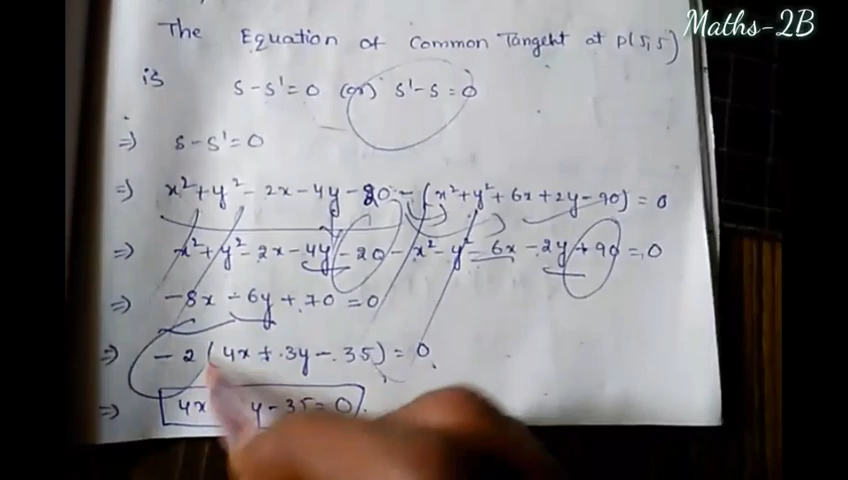 Maths-2B
The Equation of Common Tangent at P(5,5)
is
S-S'=0 (or) S'-S=0
⇒ S-S'=0
⇒ x²+y²-2x-4y-20-(x²+y²+6x+2y-90)=0
⇒ x²+y²-2x-4y-20-x²-y²-6x-2y+90=0
⇒ -8x-6y+70=0
⇒ -2(4x+3y-35)=0
⇒ 4x y-35=0